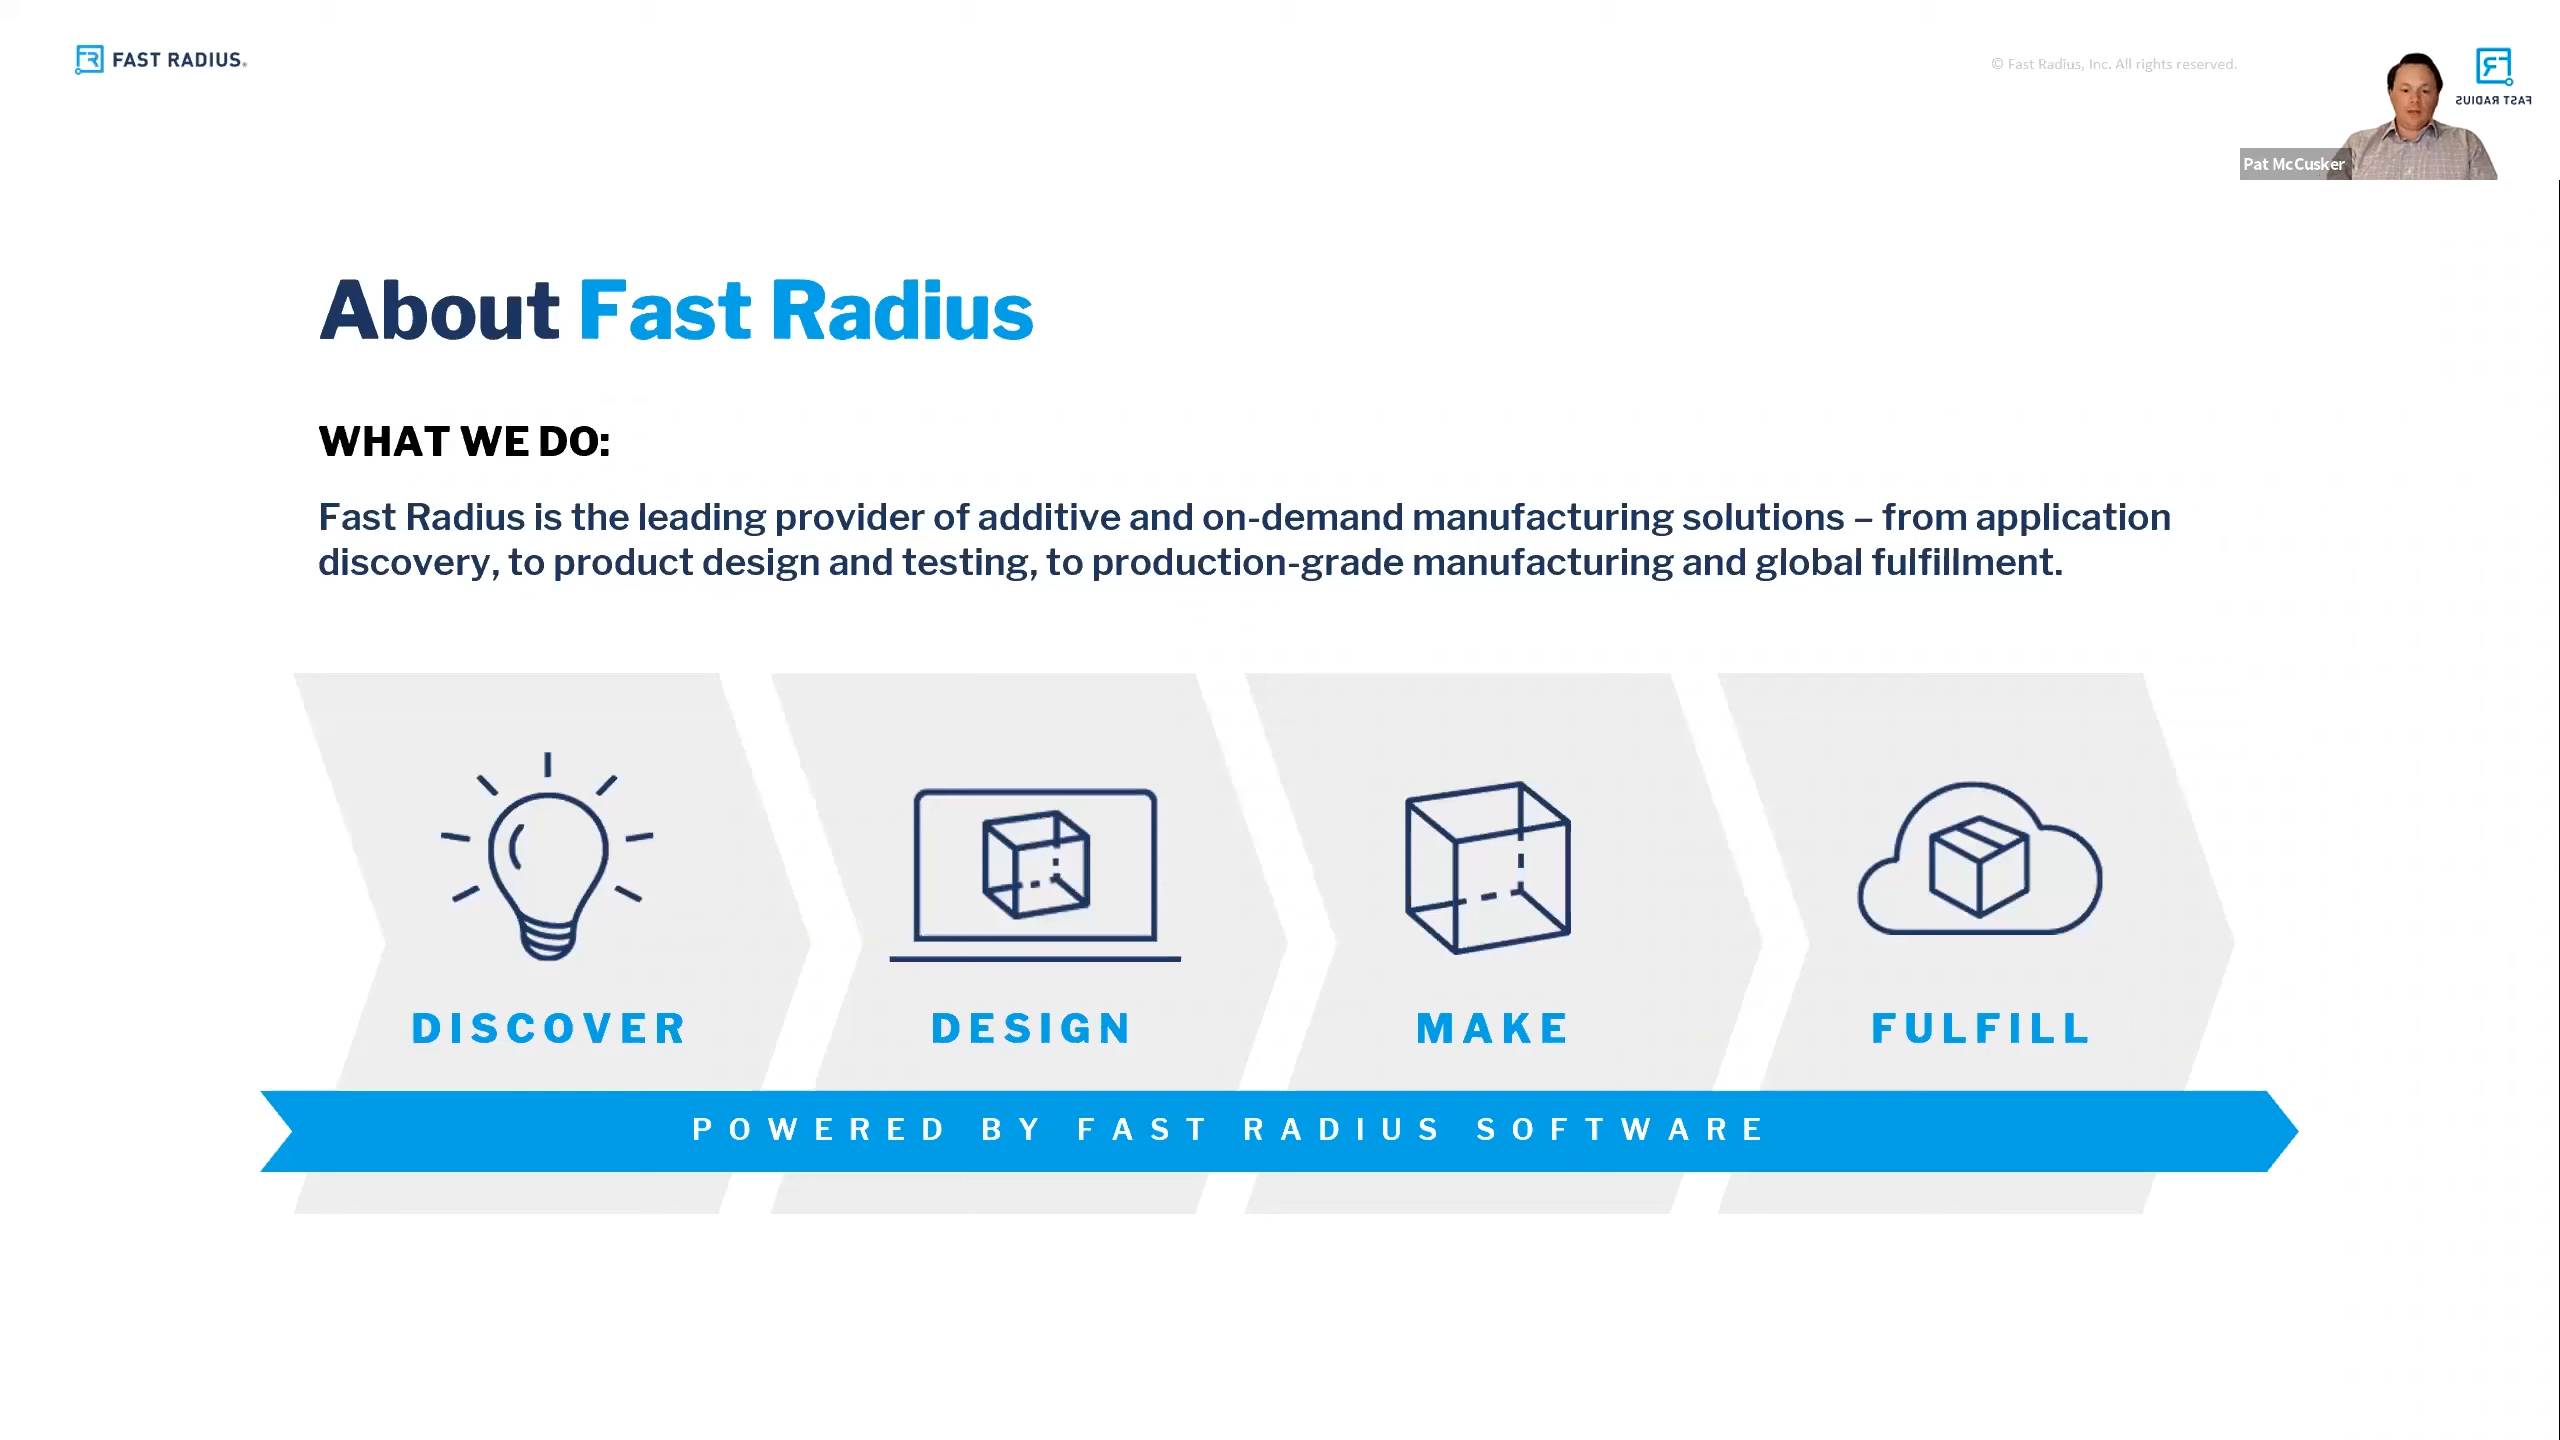 FAST RADIUS®
© Fast Radius, Inc. All rights reserved.
FAST RADIUS
Pat McCusker
About Fast Radius
WHAT WE DO:
Fast Radius is the leading provider of additive and on-demand manufacturing solutions – from application
discovery, to product design and testing, to production-grade manufacturing and global fulfillment.
DISCOVER
DESIGN
MAKE
FULFILL
POWERED BY FAST RADIUS SOFTWARE